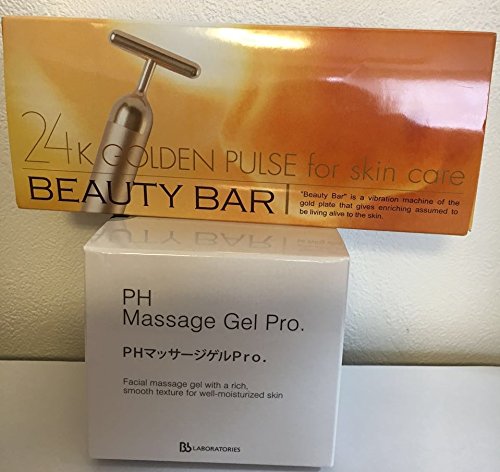 24K GOLDEN PULSE for skin care
BEAUTY BAR
"Beauty Bar" is a vibration machine of the
gold plate that gives enriching assumed to
be living alive to the skin.
PH
Massage Gel Pro.
PHマッサージゲルPro.
Facial massage gel with a rich,
smooth texture for well-moisturized skin
Bb LABORATORIES